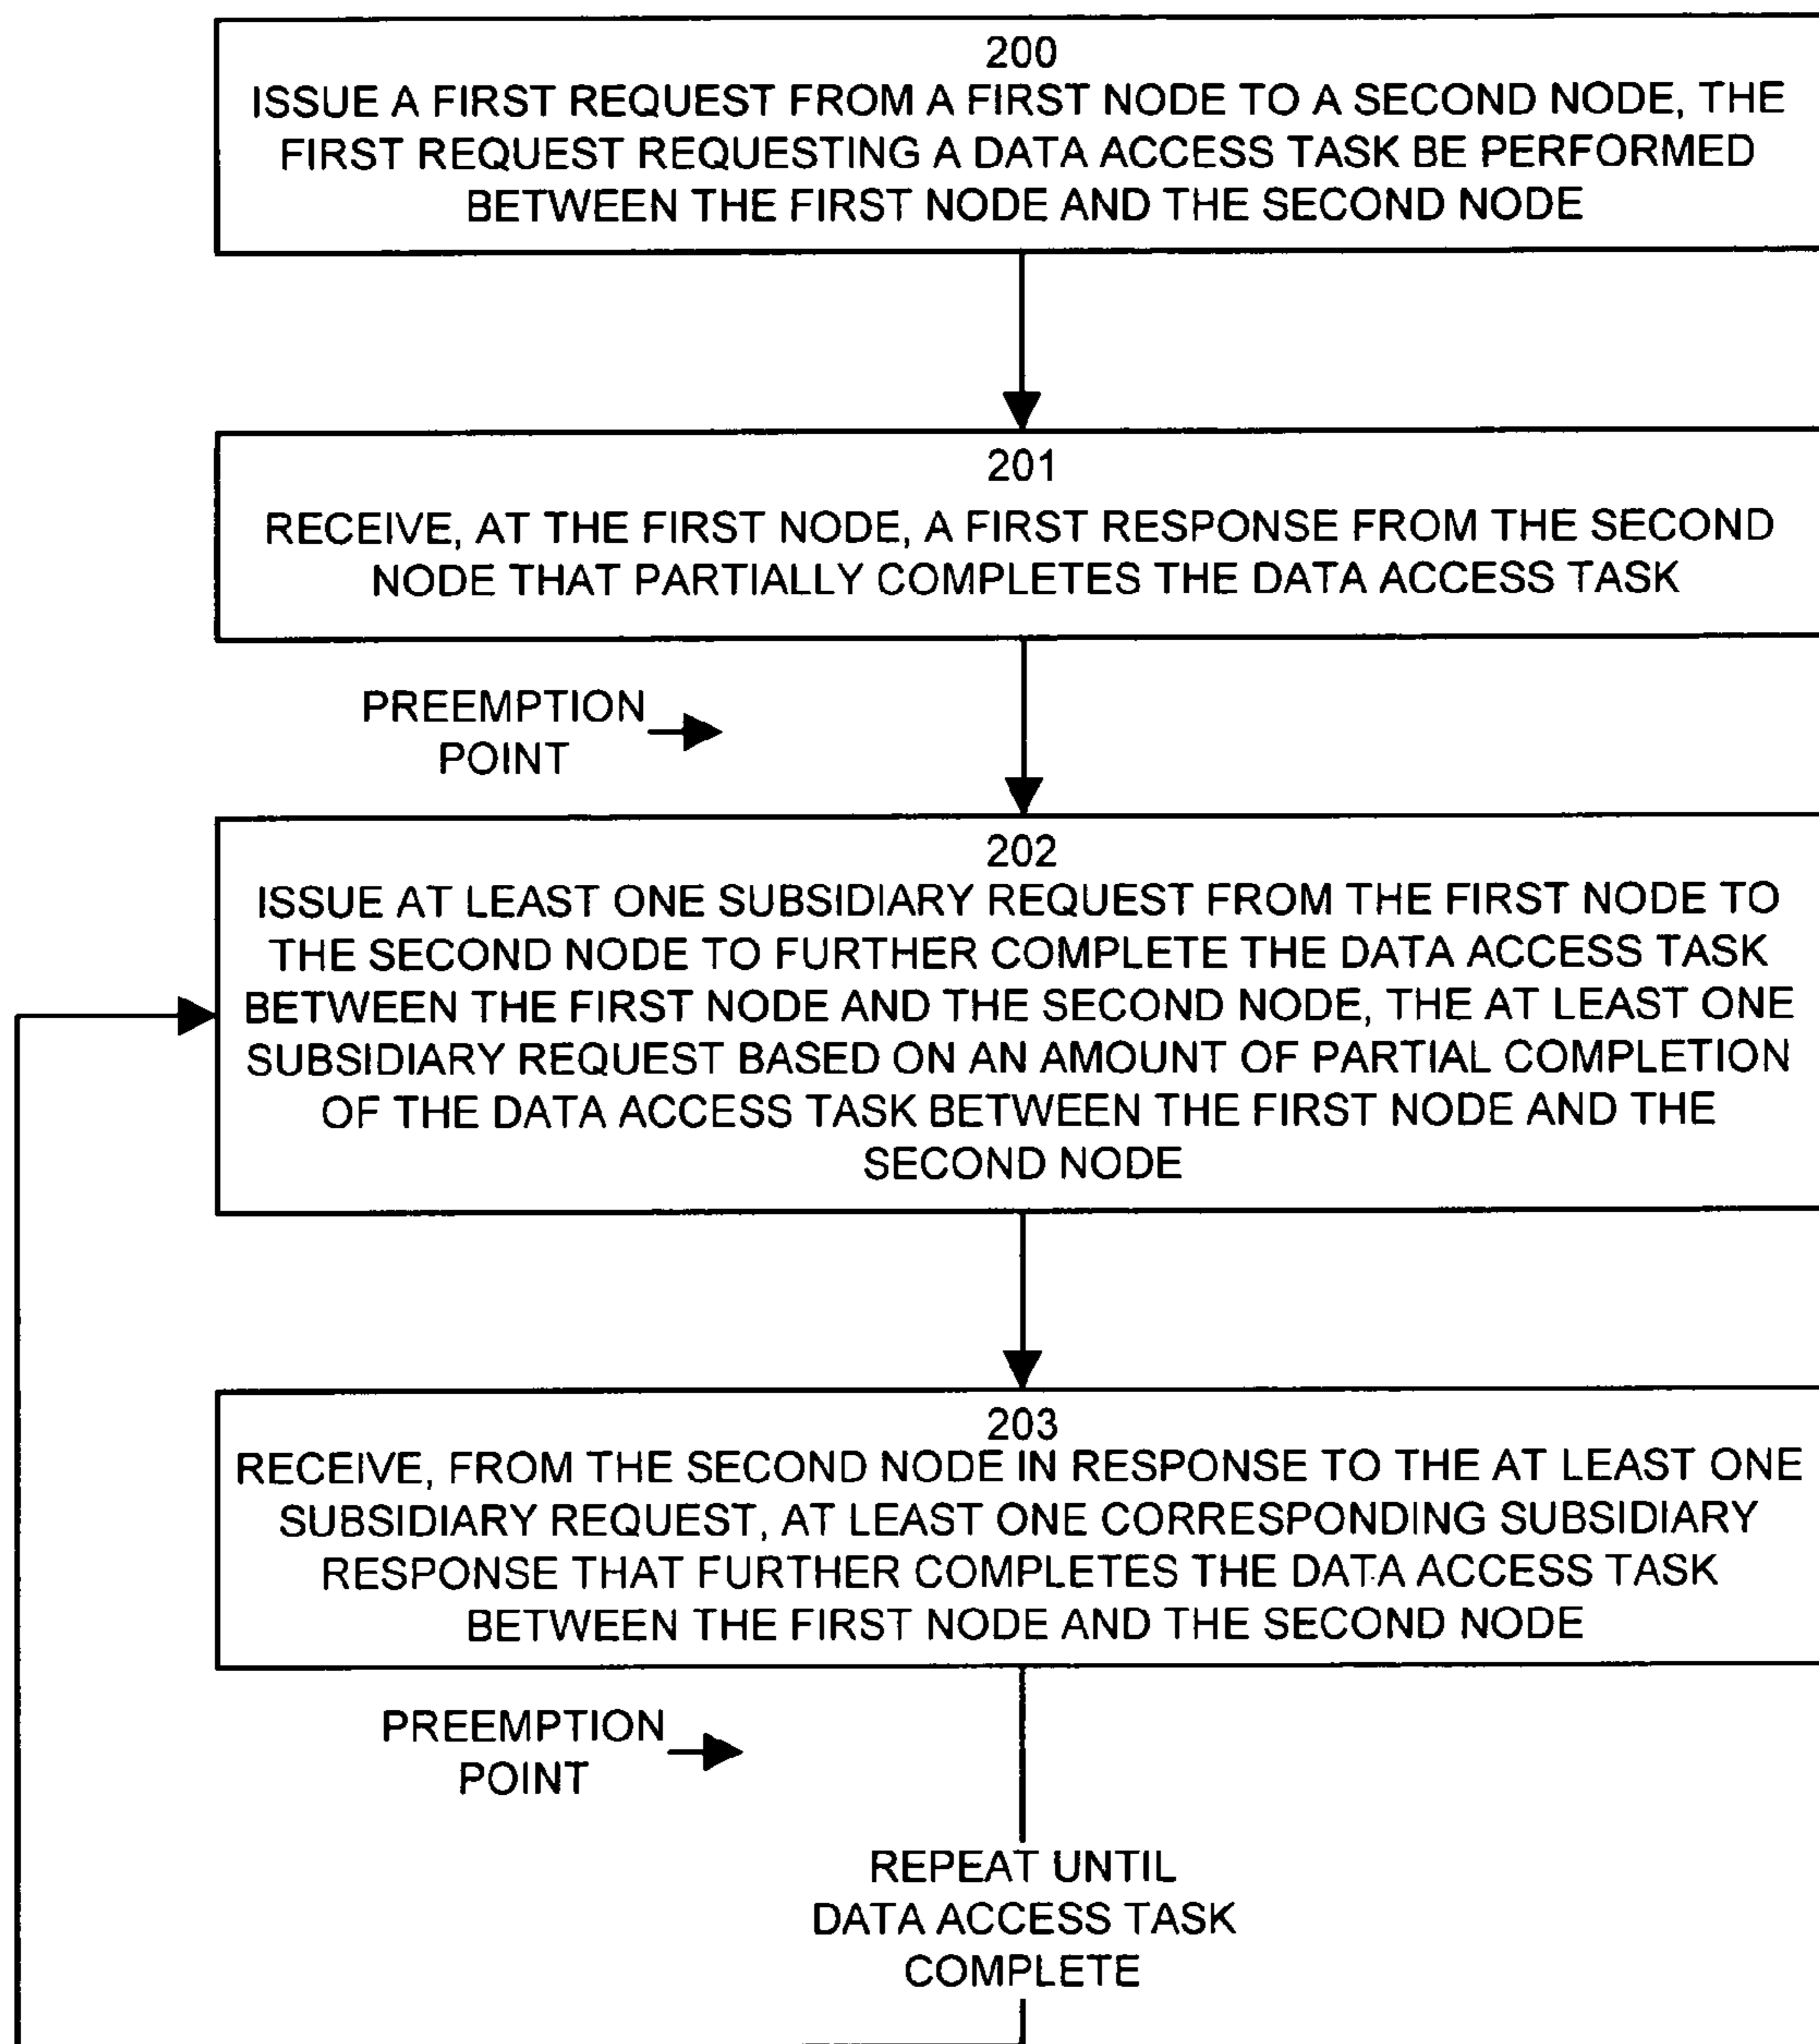 200
ISSUE A FIRST REQUEST FROM A FIRST NODE TO A SECOND NODE, THE
FIRST REQUEST REQUESTING A DATA ACCESS TASK BE PERFORMED
BETWEEN THE FIRST NODE AND THE SECOND NODE
201
RECEIVE, AT THE FIRST NODE, A FIRST RESPONSE FROM THE SECOND
NODE THAT PARTIALLY COMPLETES THE DATA ACCESS TASK
PREEMPTION
POINT
202
ISSUE AT LEAST ONE SUBSIDIARY REQUEST FROM THE FIRST NODE TO
THE SECOND NODE TO FURTHER COMPLETE THE DATA ACCESS TASK
BETWEEN THE FIRST NODE AND THE SECOND NODE, THE AT LEAST ONE
SUBSIDIARY REQUEST BASED ON AN AMOUNT OF PARTIAL COMPLETION
OF THE DATA ACCESS TASK BETWEEN THE FIRST NODE AND THE
SECOND NODE
203
RECEIVE, FROM THE SECOND NODE IN RESPONSE TO THE AT LEAST ONE
SUBSIDIARY REQUEST, AT LEAST ONE CORRESPONDING SUBSIDIARY
RESPONSE THAT FURTHER COMPLETES THE DATA ACCESS TASK
BETWEEN THE FIRST NODE AND THE SECOND NODE
PREEMPTION
POINT
REPEAT UNTIL
DATA ACCESS TASK
COMPLETE